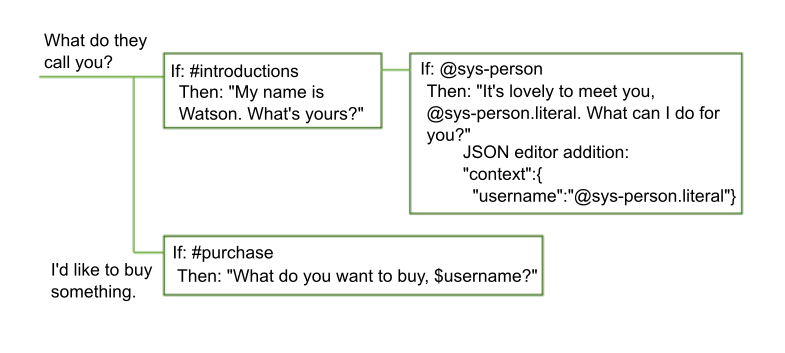 What do they
call you?
If: #introductions
Then: "My name is
Watson. What's yours?"
If: @sys-person
Then: "It's lovely to meet you,
@sys-person.literal. What can I do for
you?"
JSON editor addition:
"context":{
"username":"@sys-person.literal"}
I'd like to buy
something.
If: #purchase
Then: "What do you want to buy, $username?"